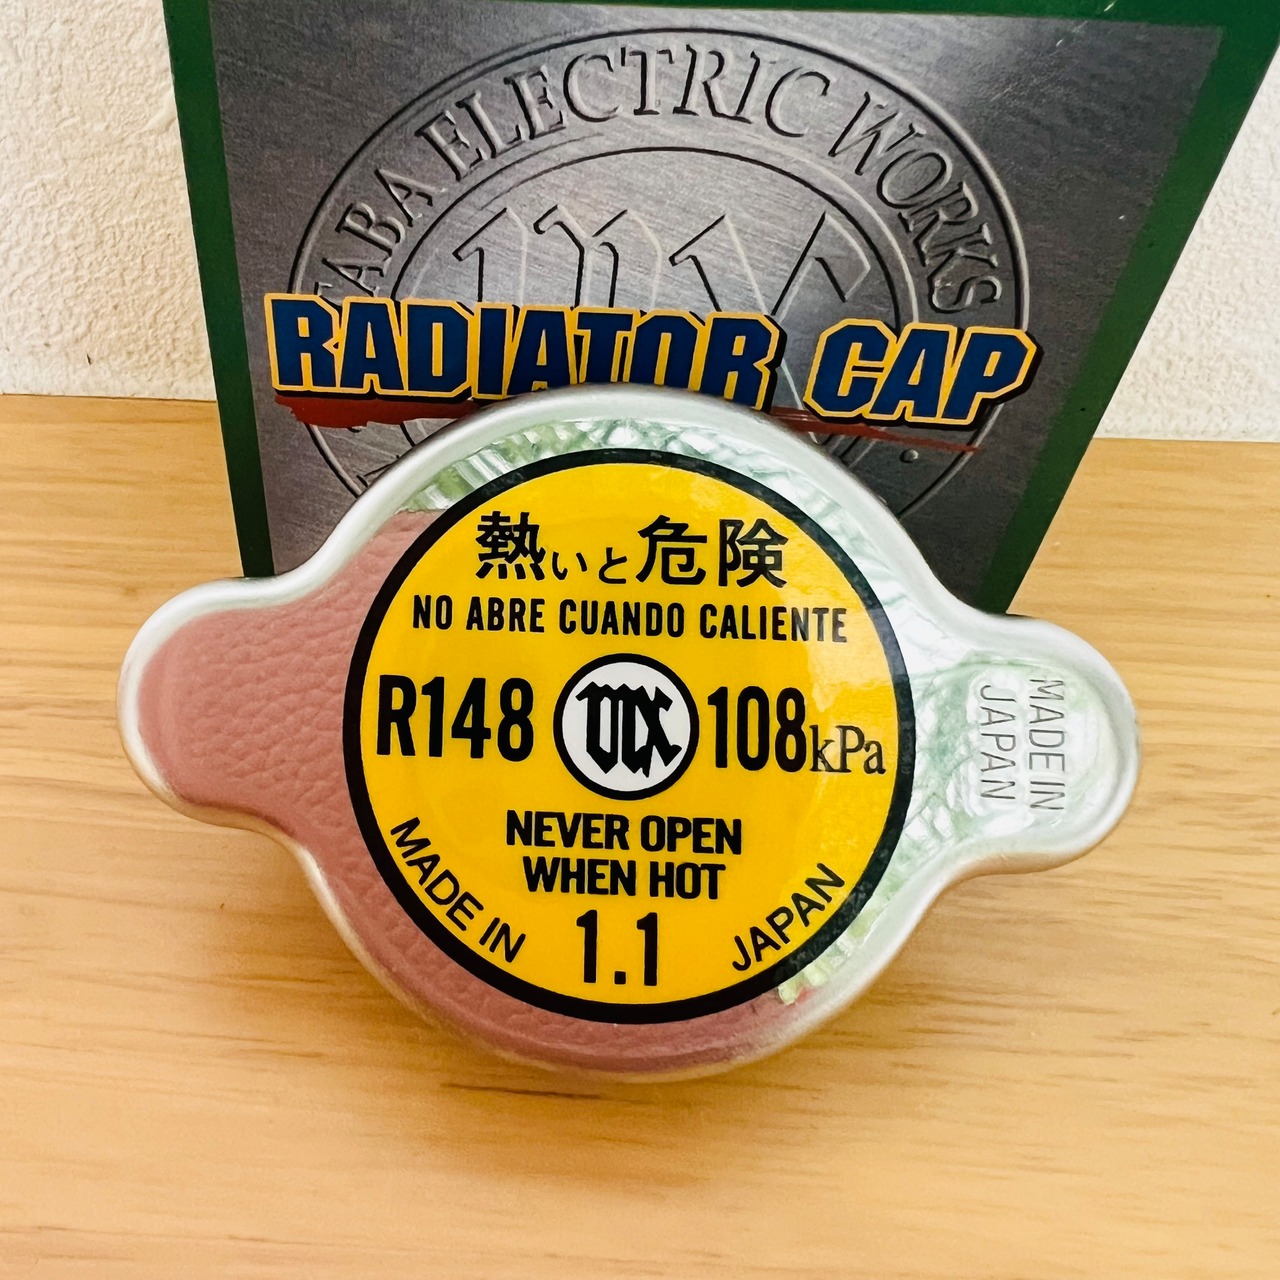 ELECTRIC WORKS
RADIATOR CAP
熱いと危険
NO ABRE CUANDO CALIENTE
R148
108kPa
NEVER OPEN
WHEN HOT
MADE IN JAPAN
1.1
MADE IN
JAPAN